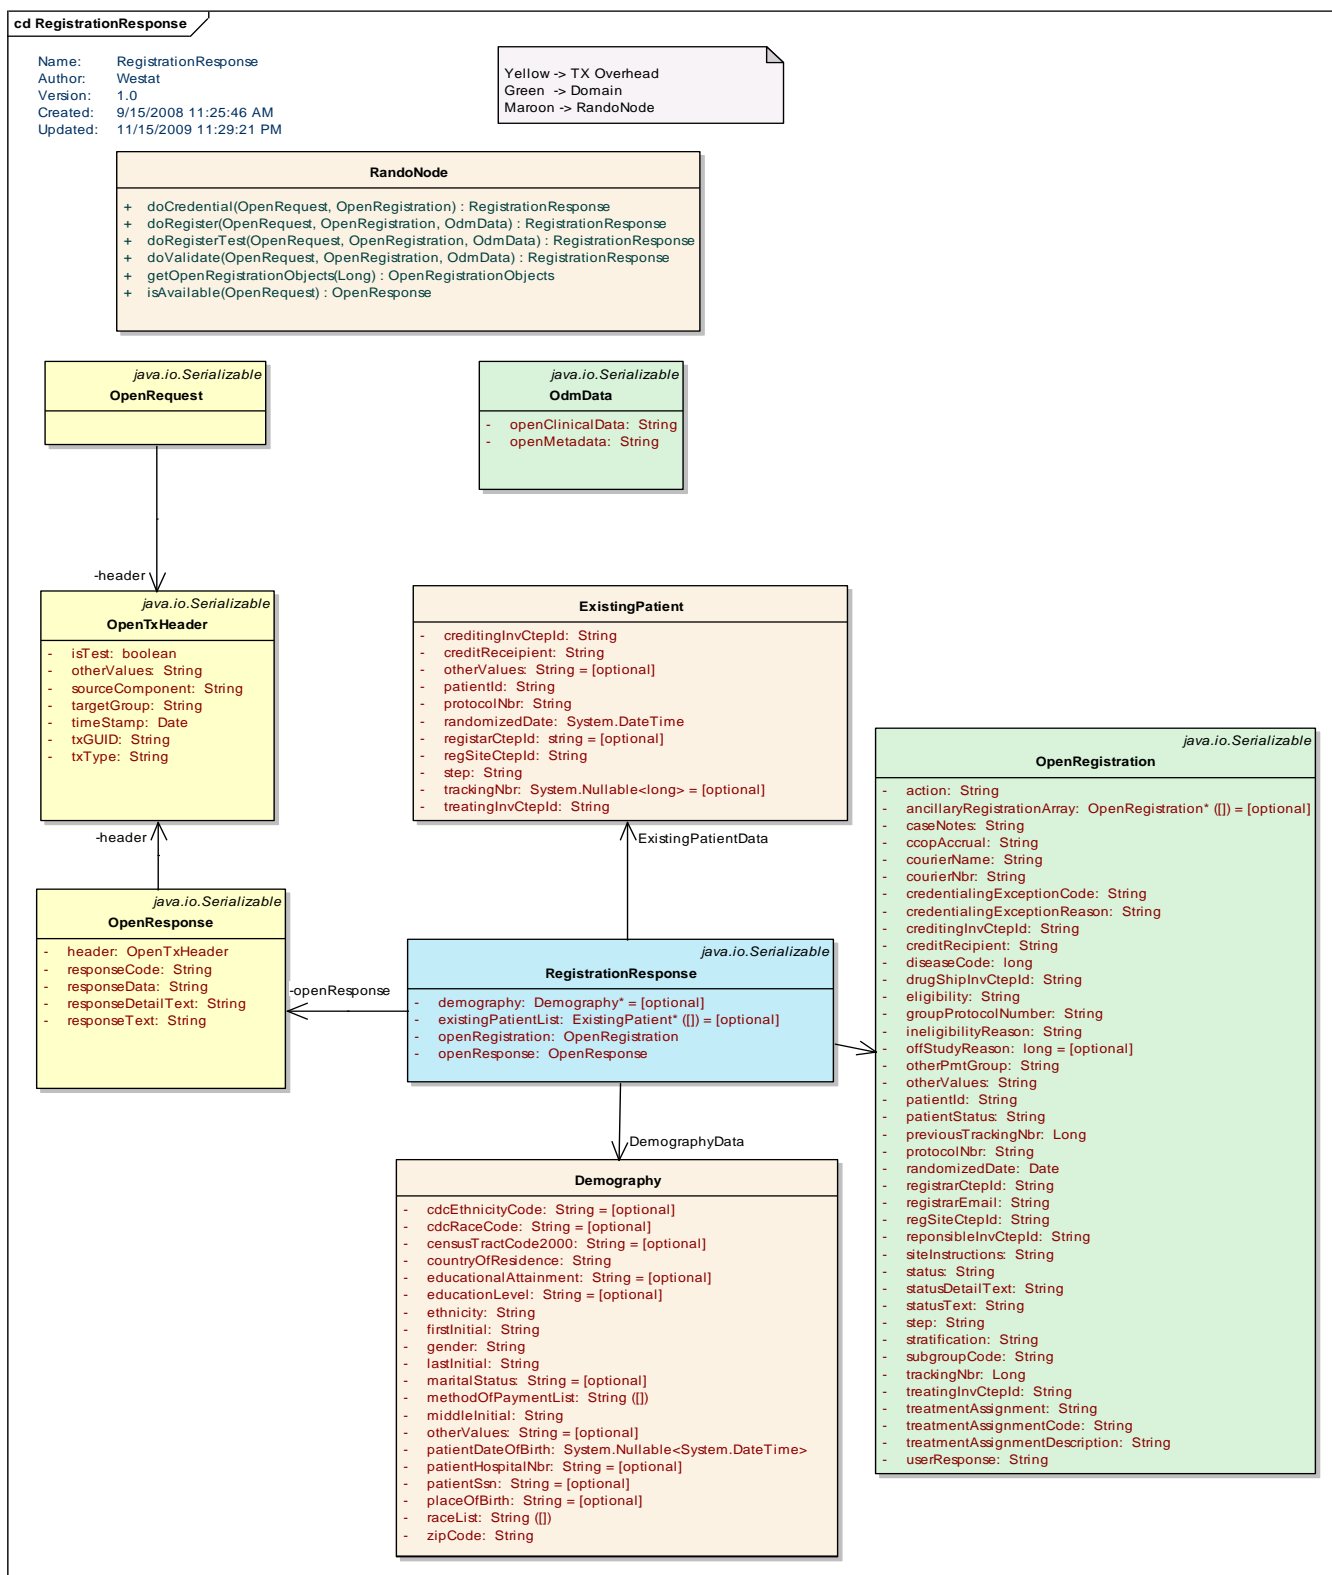 cd RegistrationResponse
Name: RegistrationResponse
Author: Westat
Version: 1.0
Created: 9/15/2008 11:25:46 AM
Updated: 11/15/2009 11:29:21 PM
Yellow -> TX Overhead
Green -> Domain
Maroon -> RandoNode
RandoNode
+ doCredential(OpenRequest, OpenRegistration) : RegistrationResponse
+ doRegister(OpenRequest, OpenRegistration, OdmData) : RegistrationResponse
+ doRegisterTest(OpenRequest, OpenRegistration, OdmData) : RegistrationResponse
+ doValidate(OpenRequest, OpenRegistration, OdmData) : RegistrationResponse
+ getOpenRegistrationObjects(Long) : OpenRegistrationObjects
+ isAvailable(OpenRequest) : OpenResponse
java.io.Serializable
OpenRequest
java.io.Serializable
OdmData
- openClinicalData: String
- openMetadata: String
-header
java.io.Serializable
OpenTxHeader
- isTest: boolean
- otherValues: String
- sourceComponent: String
- targetGroup: String
- timeStamp: Date
- txGUID: String
- txType: String
-header
ExistingPatient
- creditingInvCtepId: String
- creditReceipient: String
- otherValues: String = [optional]
- patientId: String
- protocolNbr: String
- randomizedDate: System.DateTime
- registarCtepId: string = [optional]
- regSiteCtepId: String
- step: String
- trackingNbr: System.Nullable<long> = [optional]
- treatingInvCtepId: String
ExistingPatientData
java.io.Serializable
OpenResponse
- header: OpenTxHeader
- responseCode: String
- responseData: String
- responseDetailText: String
- responseText: String
-openResponse
java.io.Serializable
RegistrationResponse
- demography: Demography* = [optional]
- existingPatientList: ExistingPatient* ([]) = [optional]
- openRegistration: OpenRegistration
- openResponse: OpenResponse
DemographyData
java.io.Serializable
OpenRegistration
- action: String
- ancillaryRegistrationArray: OpenRegistration* ([]) = [optional]
- caseNotes: String
- ccopAccrual: String
- courierName: String
- courierNbr: String
- credentialingExceptionCode: String
- credentialingExceptionReason: String
- creditingInvCtepId: String
- creditRecipient: String
- diseaseCode: long
- drugShipInvCtepId: String
- eligibility: String
- groupProtocolNumber: String
- ineligibilityReason: String
- offStudyReason: long = [optional]
- otherPmtGroup: String
- otherValues: String
- patientId: String
- patientStatus: String
- previousTrackingNbr: Long
- protocolNbr: String
- randomizedDate: Date
- registrarCtepId: String
- registrarEmail: String
- regSiteCtepId: String
- reponsibleInvCtepId: String
- siteInstructions: String
- status: String
- statusDetailText: String
- statusText: String
- step: String
- stratification: String
- subgroupCode: String
- trackingNbr: Long
- treatingInvCtepId: String
- treatmentAssignment: String
- treatmentAssignmentCode: String
- treatmentAssignmentDescription: String
- userResponse: String
Demography
- cdcEthnicityCode: String = [optional]
- cdcRaceCode: String = [optional]
- censusTractCode2000: String = [optional]
- countryOfResidence: String
- educationalAttainment: String = [optional]
- educationLevel: String = [optional]
- ethnicity: String
- firstInitial: String
- gender: String
- lastInitial: String
- maritalStatus: String = [optional]
- methodOfPaymentList: String ([])
- middleInitial: String
- otherValues: String = [optional]
- patientDateOfBirth: System.Nullable<System.DateTime>
- patientHospitalNbr: String = [optional]
- patientSsn: String = [optional]
- placeOfBirth: String = [optional]
- raceList: String ([])
- zipCode: String